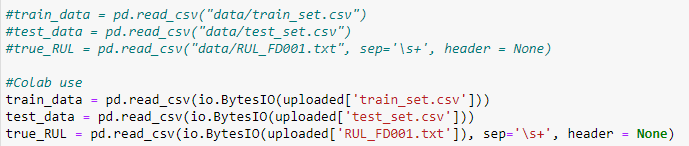 #train_data = pd.read_csv("data/train_set.csv")
#test_data = pd.read_csv("data/test_set.csv")
#true_RUL = pd.read_csv("data/RUL_FD001.txt", sep='\s+', header = None)
#Colab use
train_data = pd.read_csv(io.BytesIO(uploaded['train_set.csv']))
test_data = pd.read_csv(io.BytesIO(uploaded['test_set.csv']))
true_RUL = pd.read_csv(io.BytesIO(uploaded['RUL_FD001.txt']), sep='\s+', header = None)